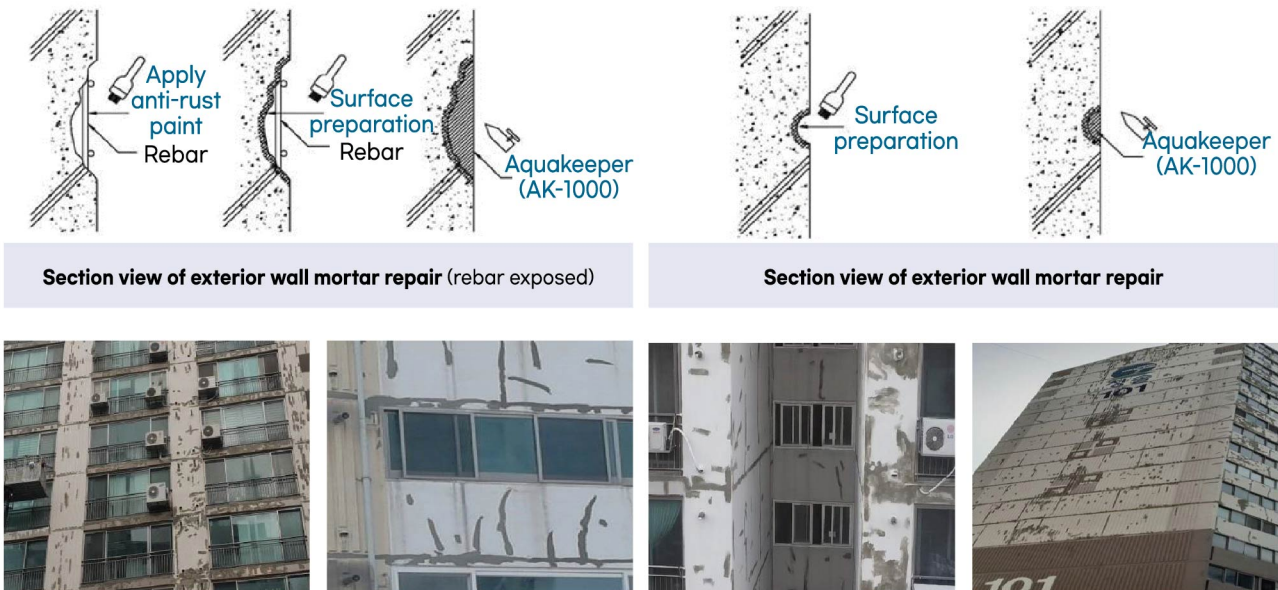 Apply
anti-rust
paint
Rebar
Surface
preparation
Rebar
Aquakeeper
(AK-1000)
Surface
preparation
Aquakeeper
(AK-1000)
Section view of exterior wall mortar repair (rebar exposed)
Section view of exterior wall mortar repair
101
101